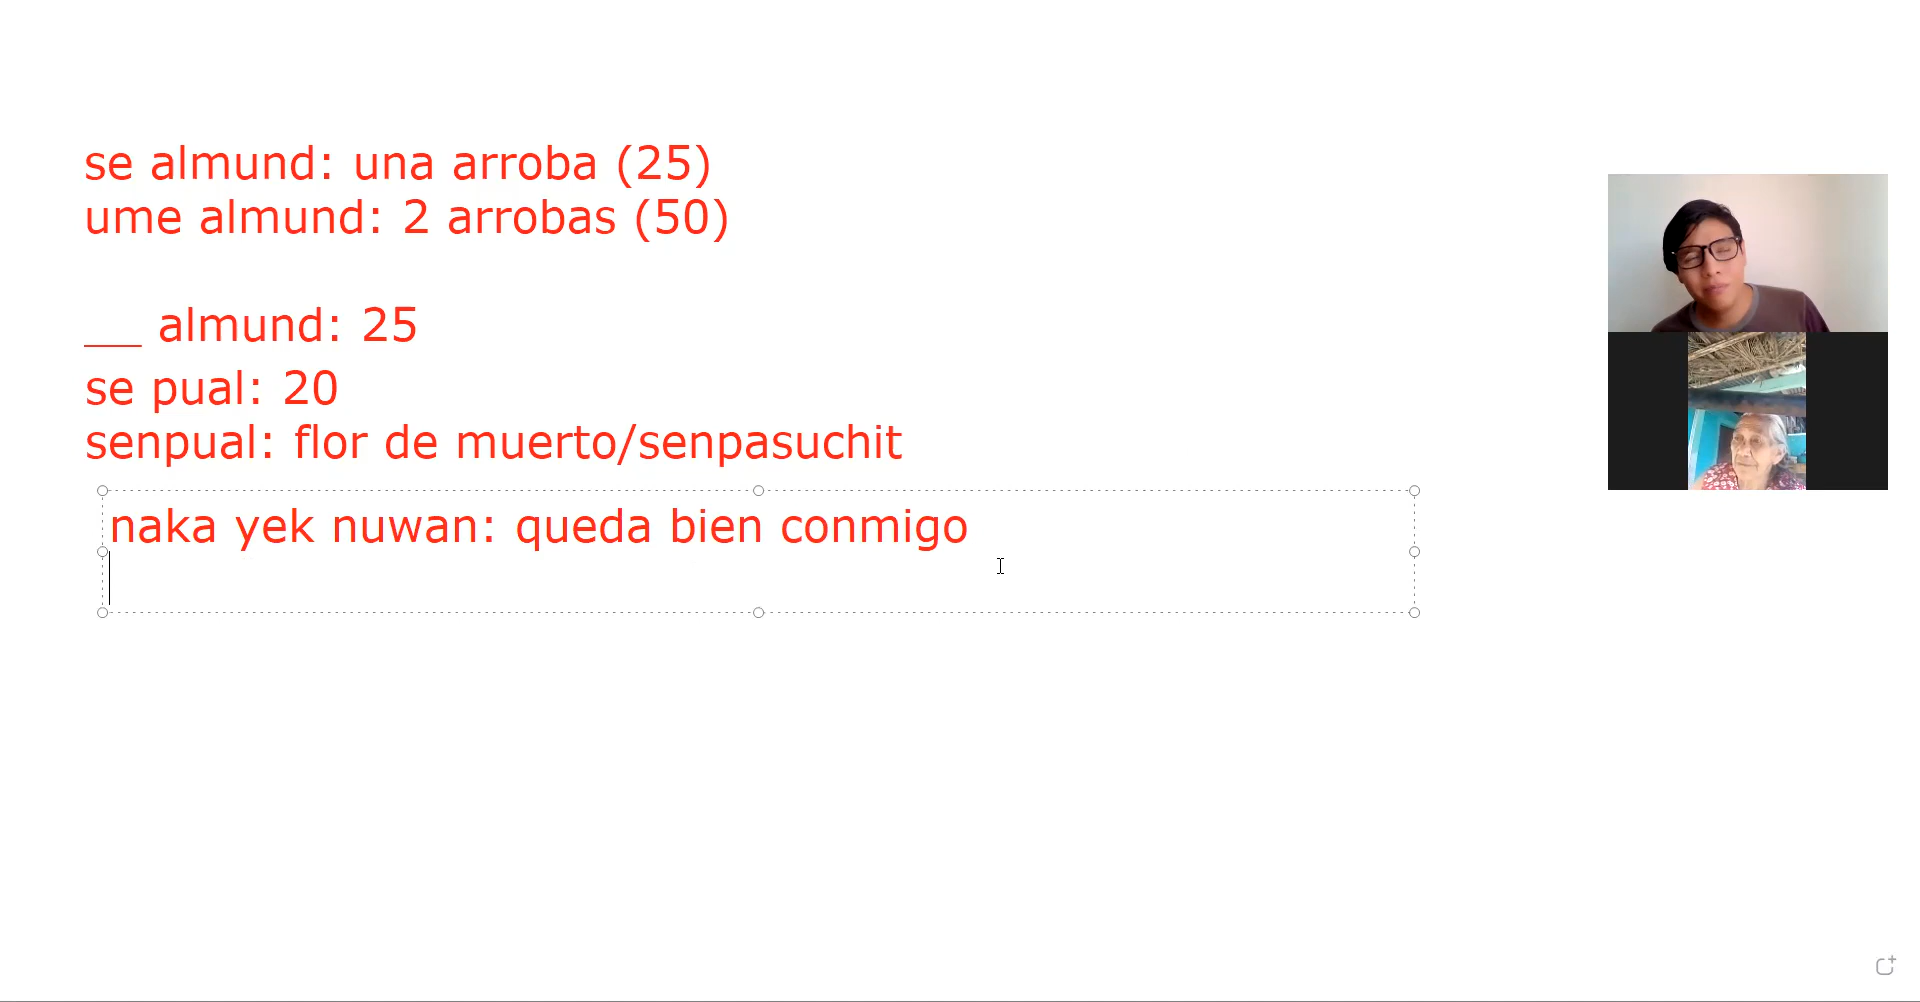 se almund: una arroba (25)
ume almund: 2 arrobas (50)
___ almund: 25
se pual: 20
senpual: flor de muerto/senpasuchit
naka yek nuwan: queda bien conmigo